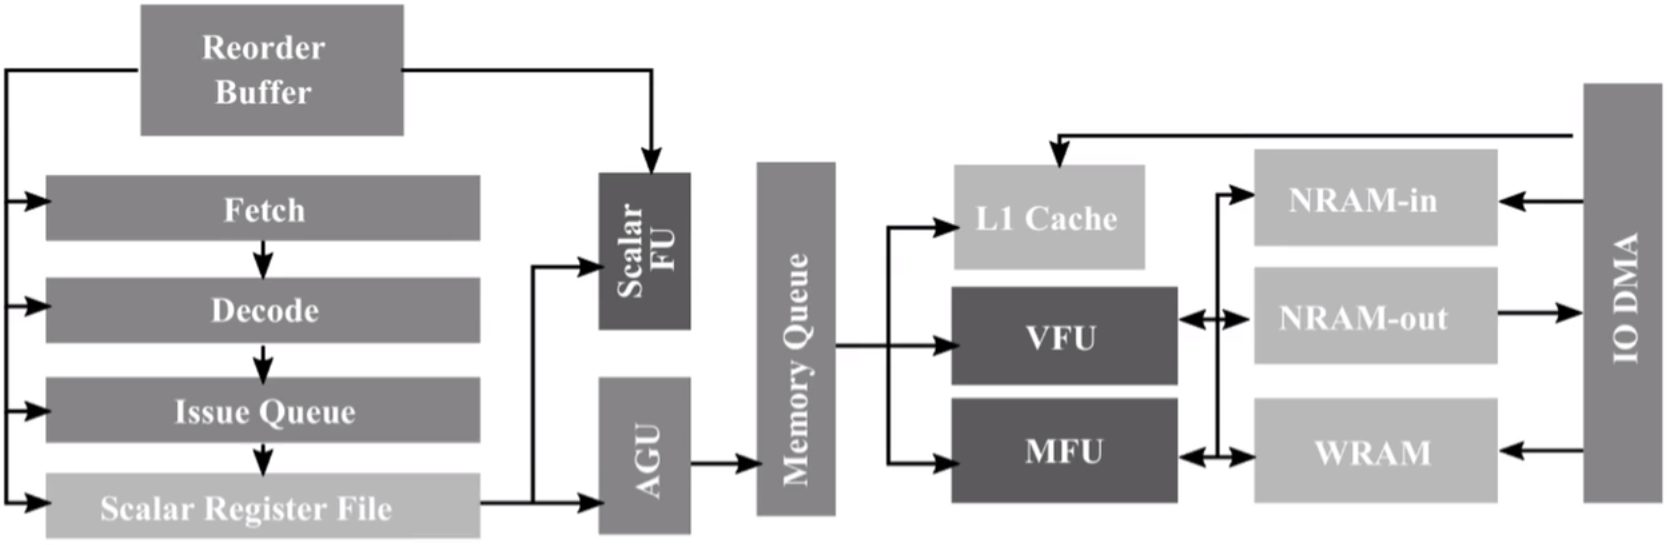 Reorder
Buffer
Fetch
Decode
Issue Queue
Scalar Register File
Scalar
FU
AGU
Memory Queue
L1 Cache
VFU
MFU
NRAM-in
NRAM-out
WRAM
IO DMA